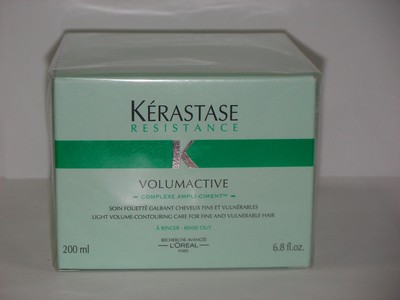 KÉRASTASE
RESISTANCE
K
VOLUMACTIVE
COMPLEXE AMPLI-CIMENT™
SOIN FOUETTÉ GALBANT CHEVEUX FINS ET VULNÉRABLES
LIGHT VOLUME-CONTOURING CARE FOR FINE AND VULNERABLE HAIR
À RINCER - RINSE OUT
RECHERCHE AVANCÉE
200 ml L'ORÉAL 6.8 fl.oz.
PARIS